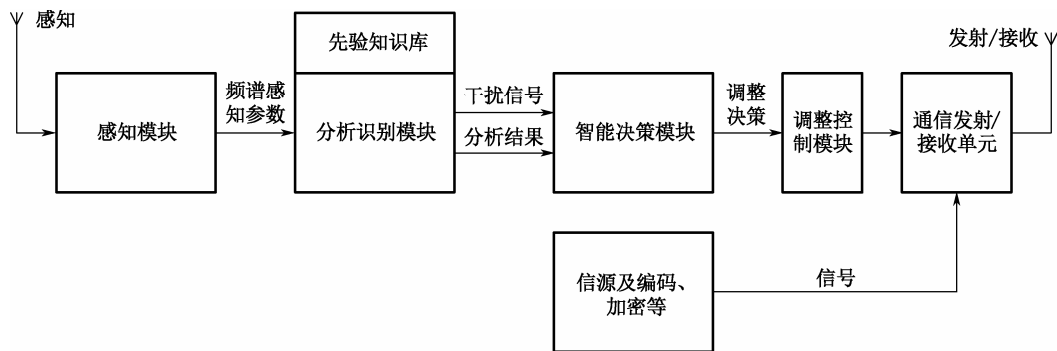 感知
发射/接收
先验知识库
感知模块
频谱感
知参数
分析识别模块
干扰信号
分析结果
智能决策模块
调整
决策
调整控
制模块
通信发射/
接收单元
信源及编码、
加密等
信号